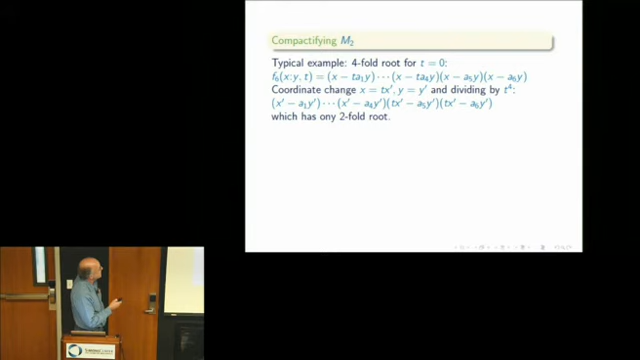 Compactifying M₂
Typical example: 4-fold root for t = 0:
f₆(x:y, t) = (x − ta₁y) ⋯ (x − ta₄y)(x − a₅y)(x − a₆y)
Coordinate change x = tx′, y = y′ and dividing by t⁴:
(x′ − a₁y′) ⋯ (x′ − a₄y′)(tx′ − a₅y′)(tx′ − a₆y′)
which has ony 2-fold root.